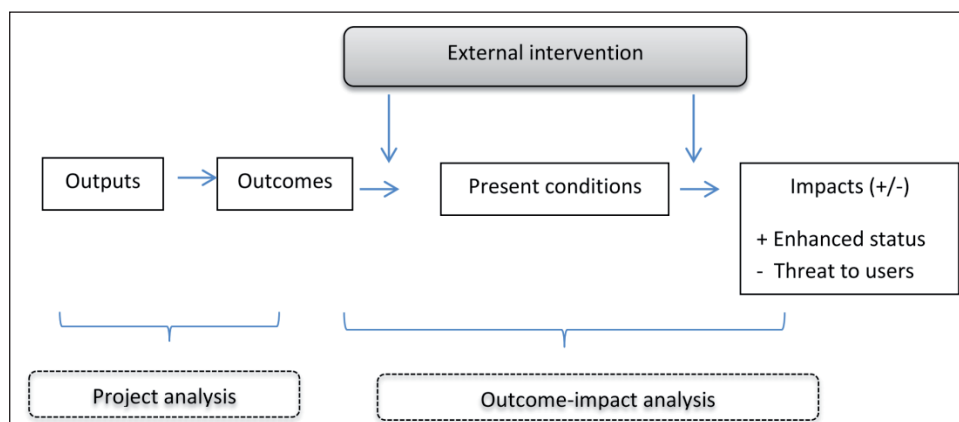 External intervention
Outputs
Outcomes
Present conditions
Impacts (+/-)
+ Enhanced status
- Threat to users
Project analysis
Outcome-impact analysis